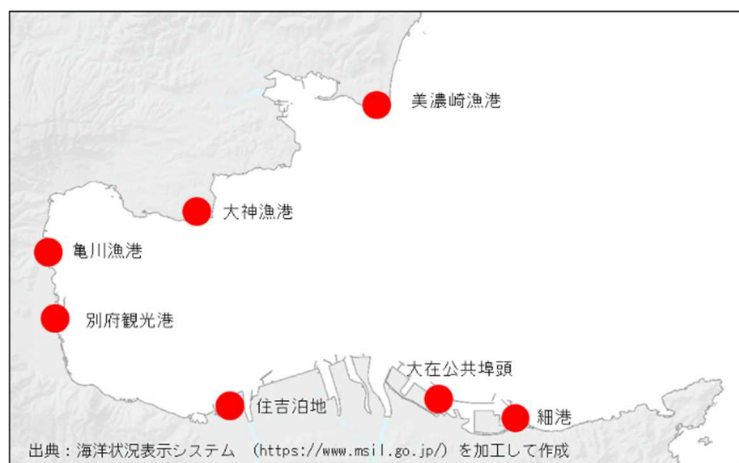 美濃崎漁港
大神漁港
亀川漁港
別府観光港
大在公共埠頭
住吉泊地
細港
出典：海洋状況表示システム （https://www.msil.go.jp/）を加工して作成